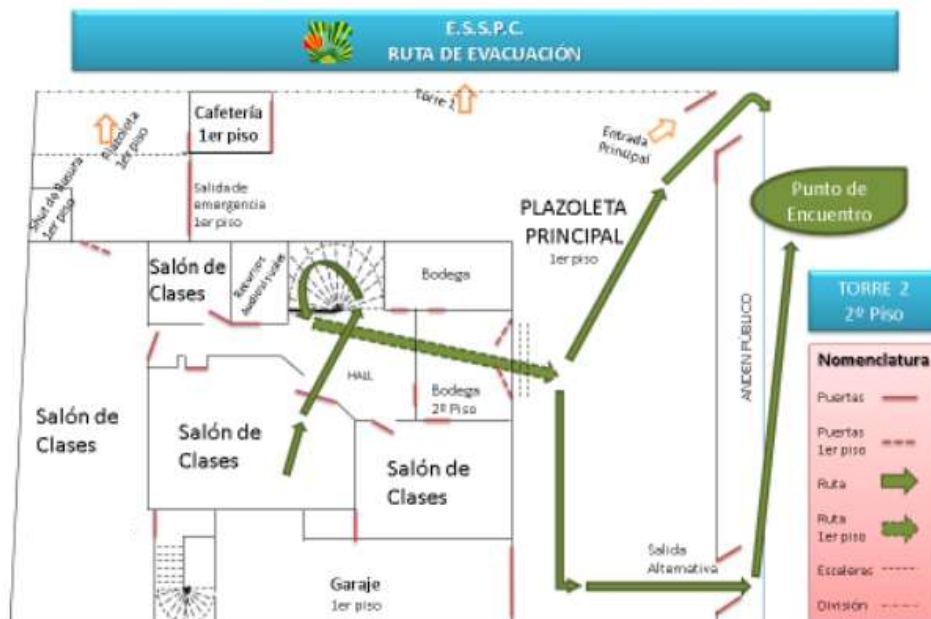 E.S.S.P.C.
RUTA DE EVACUACIÓN
Torre 2
Cafetería
1er piso
Plazoleta
1er piso
Entrada
Principal
Shut de Basura
1er piso
Salida de
emergencia
1er piso
PLAZOLETA
PRINCIPAL
1er piso
Punto de
Encuentro
Salón de
Clases
Recursos
Audiovisuales
Bodega
TORRE 2
2º Piso
ANDEN PÚBLICO
HALL
Bodega
2º Piso
Salón de
Clases
Salón de
Clases
Salón de
Clases
Salida
Alternativa
Garaje
1er piso
Nomenclatura
Puertas
Puertas
1er piso
Ruta
Ruta
1er piso
Escaleras
División